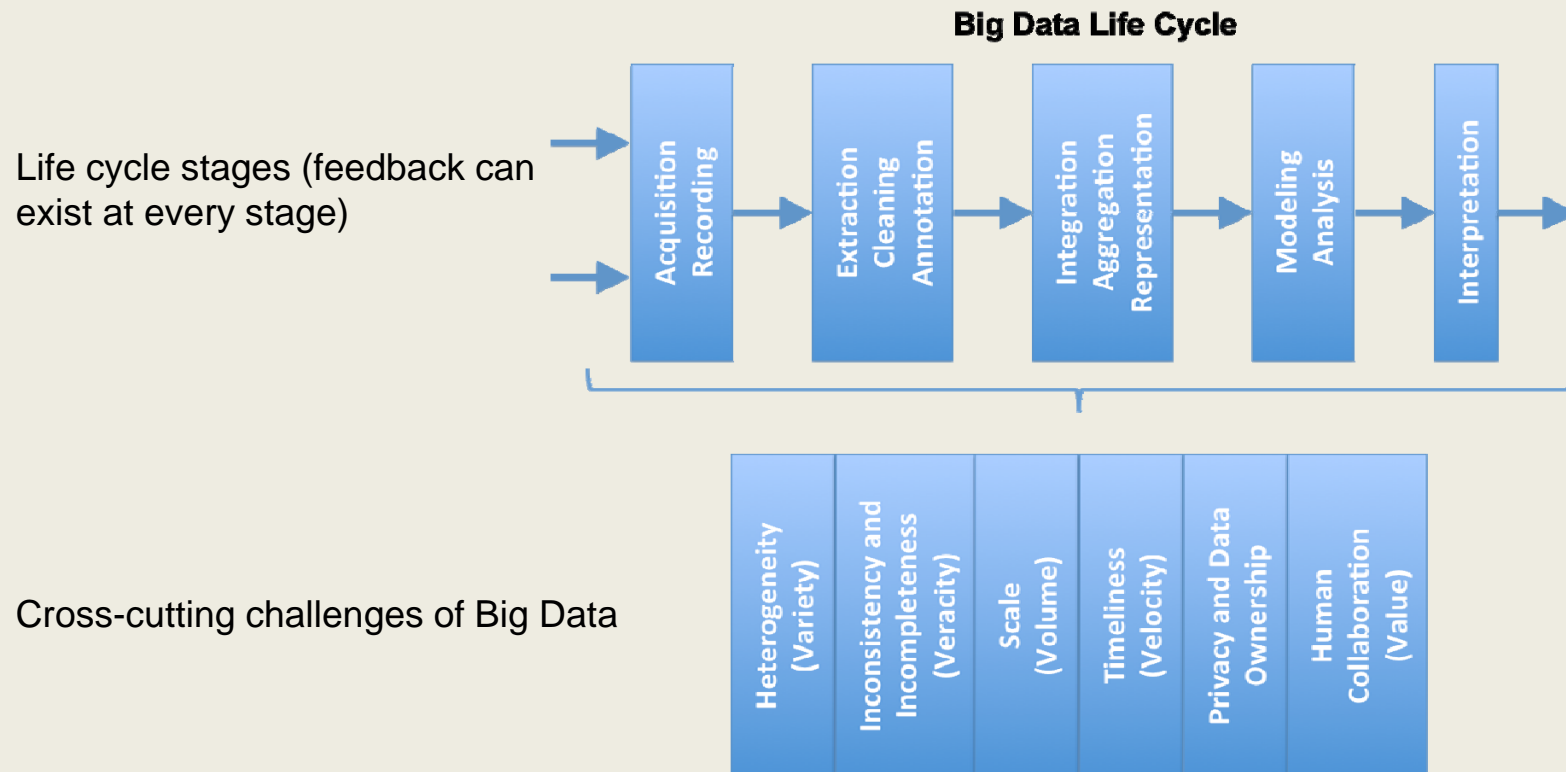 Big Data Life Cycle
Life cycle stages (feedback can
exist at every stage)
Acquisition
Recording
Extraction
Cleaning
Annotation
Integration
Aggregation
Representation
Modeling
Analysis
Interpretation
Cross-cutting challenges of Big Data
Heterogeneity
(Variety)
Inconsistency and
Incompleteness
(Veracity)
Scale
(Volume)
Timeliness
(Velocity)
Privacy and Data
Ownership
Human
Collaboration
(Value)